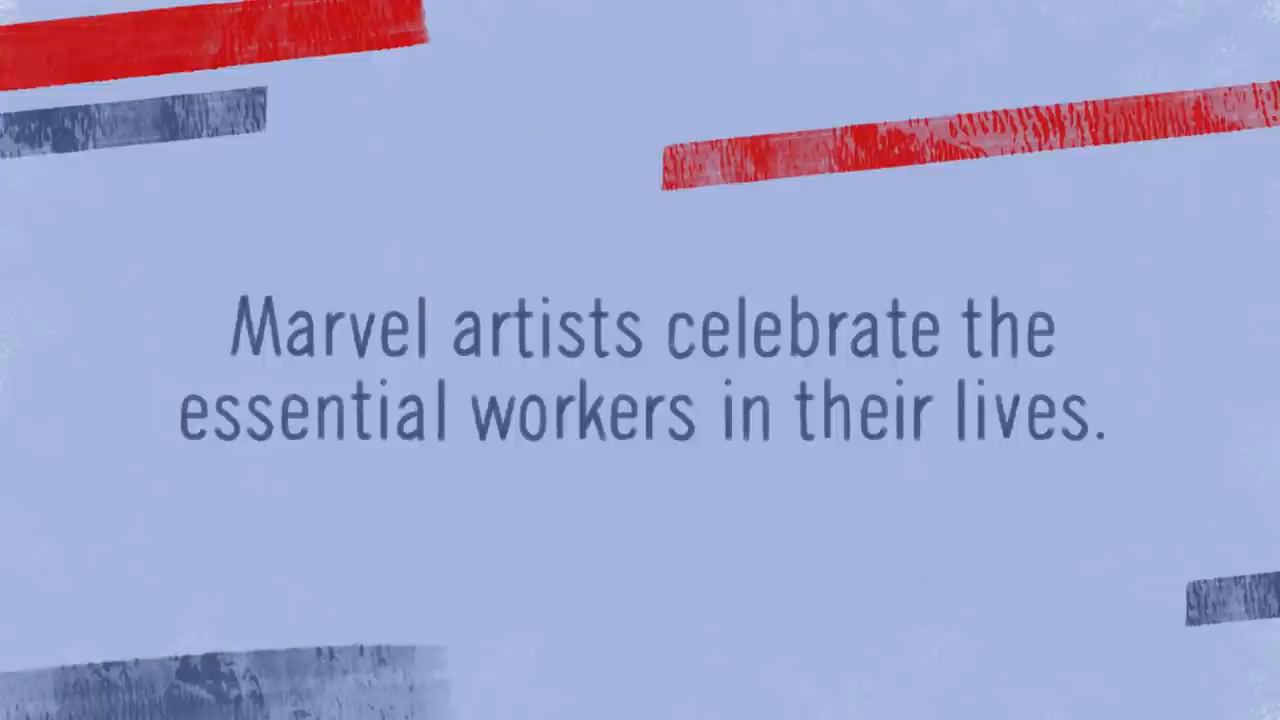 Marvel artists celebrate the
essential workers in their lives.